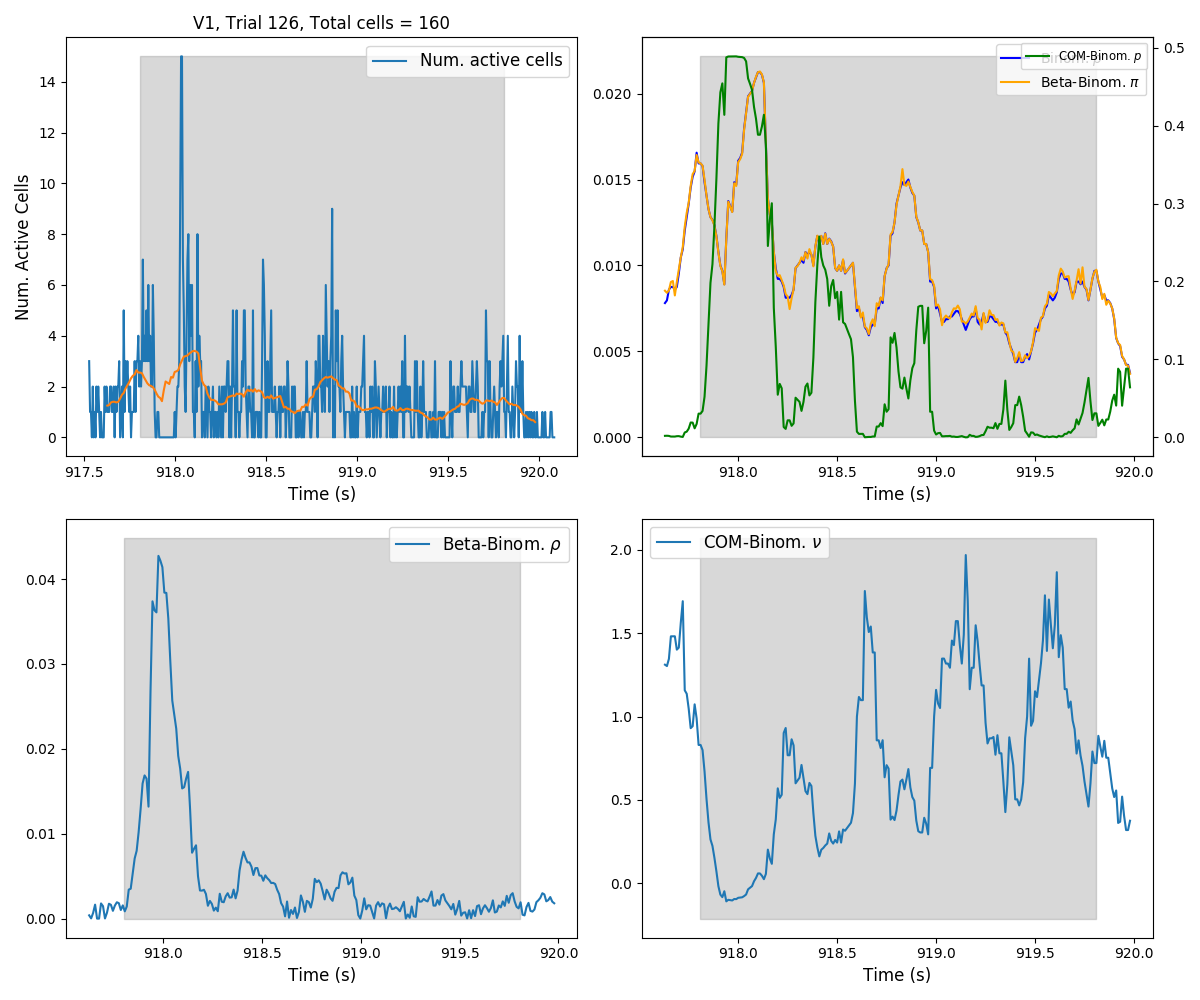 V1, Trial 126, Total cells = 160
Num. active cells
Num. Active Cells
14
12
10
8
6
4
2
0
917.5 918.0 918.5 919.0 919.5 920.0
Time (s)
COM-Binom. p
Beta-Binom. π
0.020
0.015
0.010
0.005
0.000
0.5
0.4
0.3
0.2
0.1
0.0
918.0 918.5 919.0 919.5 920.0
Time (s)
Beta-Binom. ρ
0.04
0.03
0.02
0.01
0.00
918.0 918.5 919.0 919.5 920.0
Time (s)
COM-Binom. ν
2.0
1.5
1.0
0.5
0.0
918.0 918.5 919.0 919.5 920.0
Time (s)